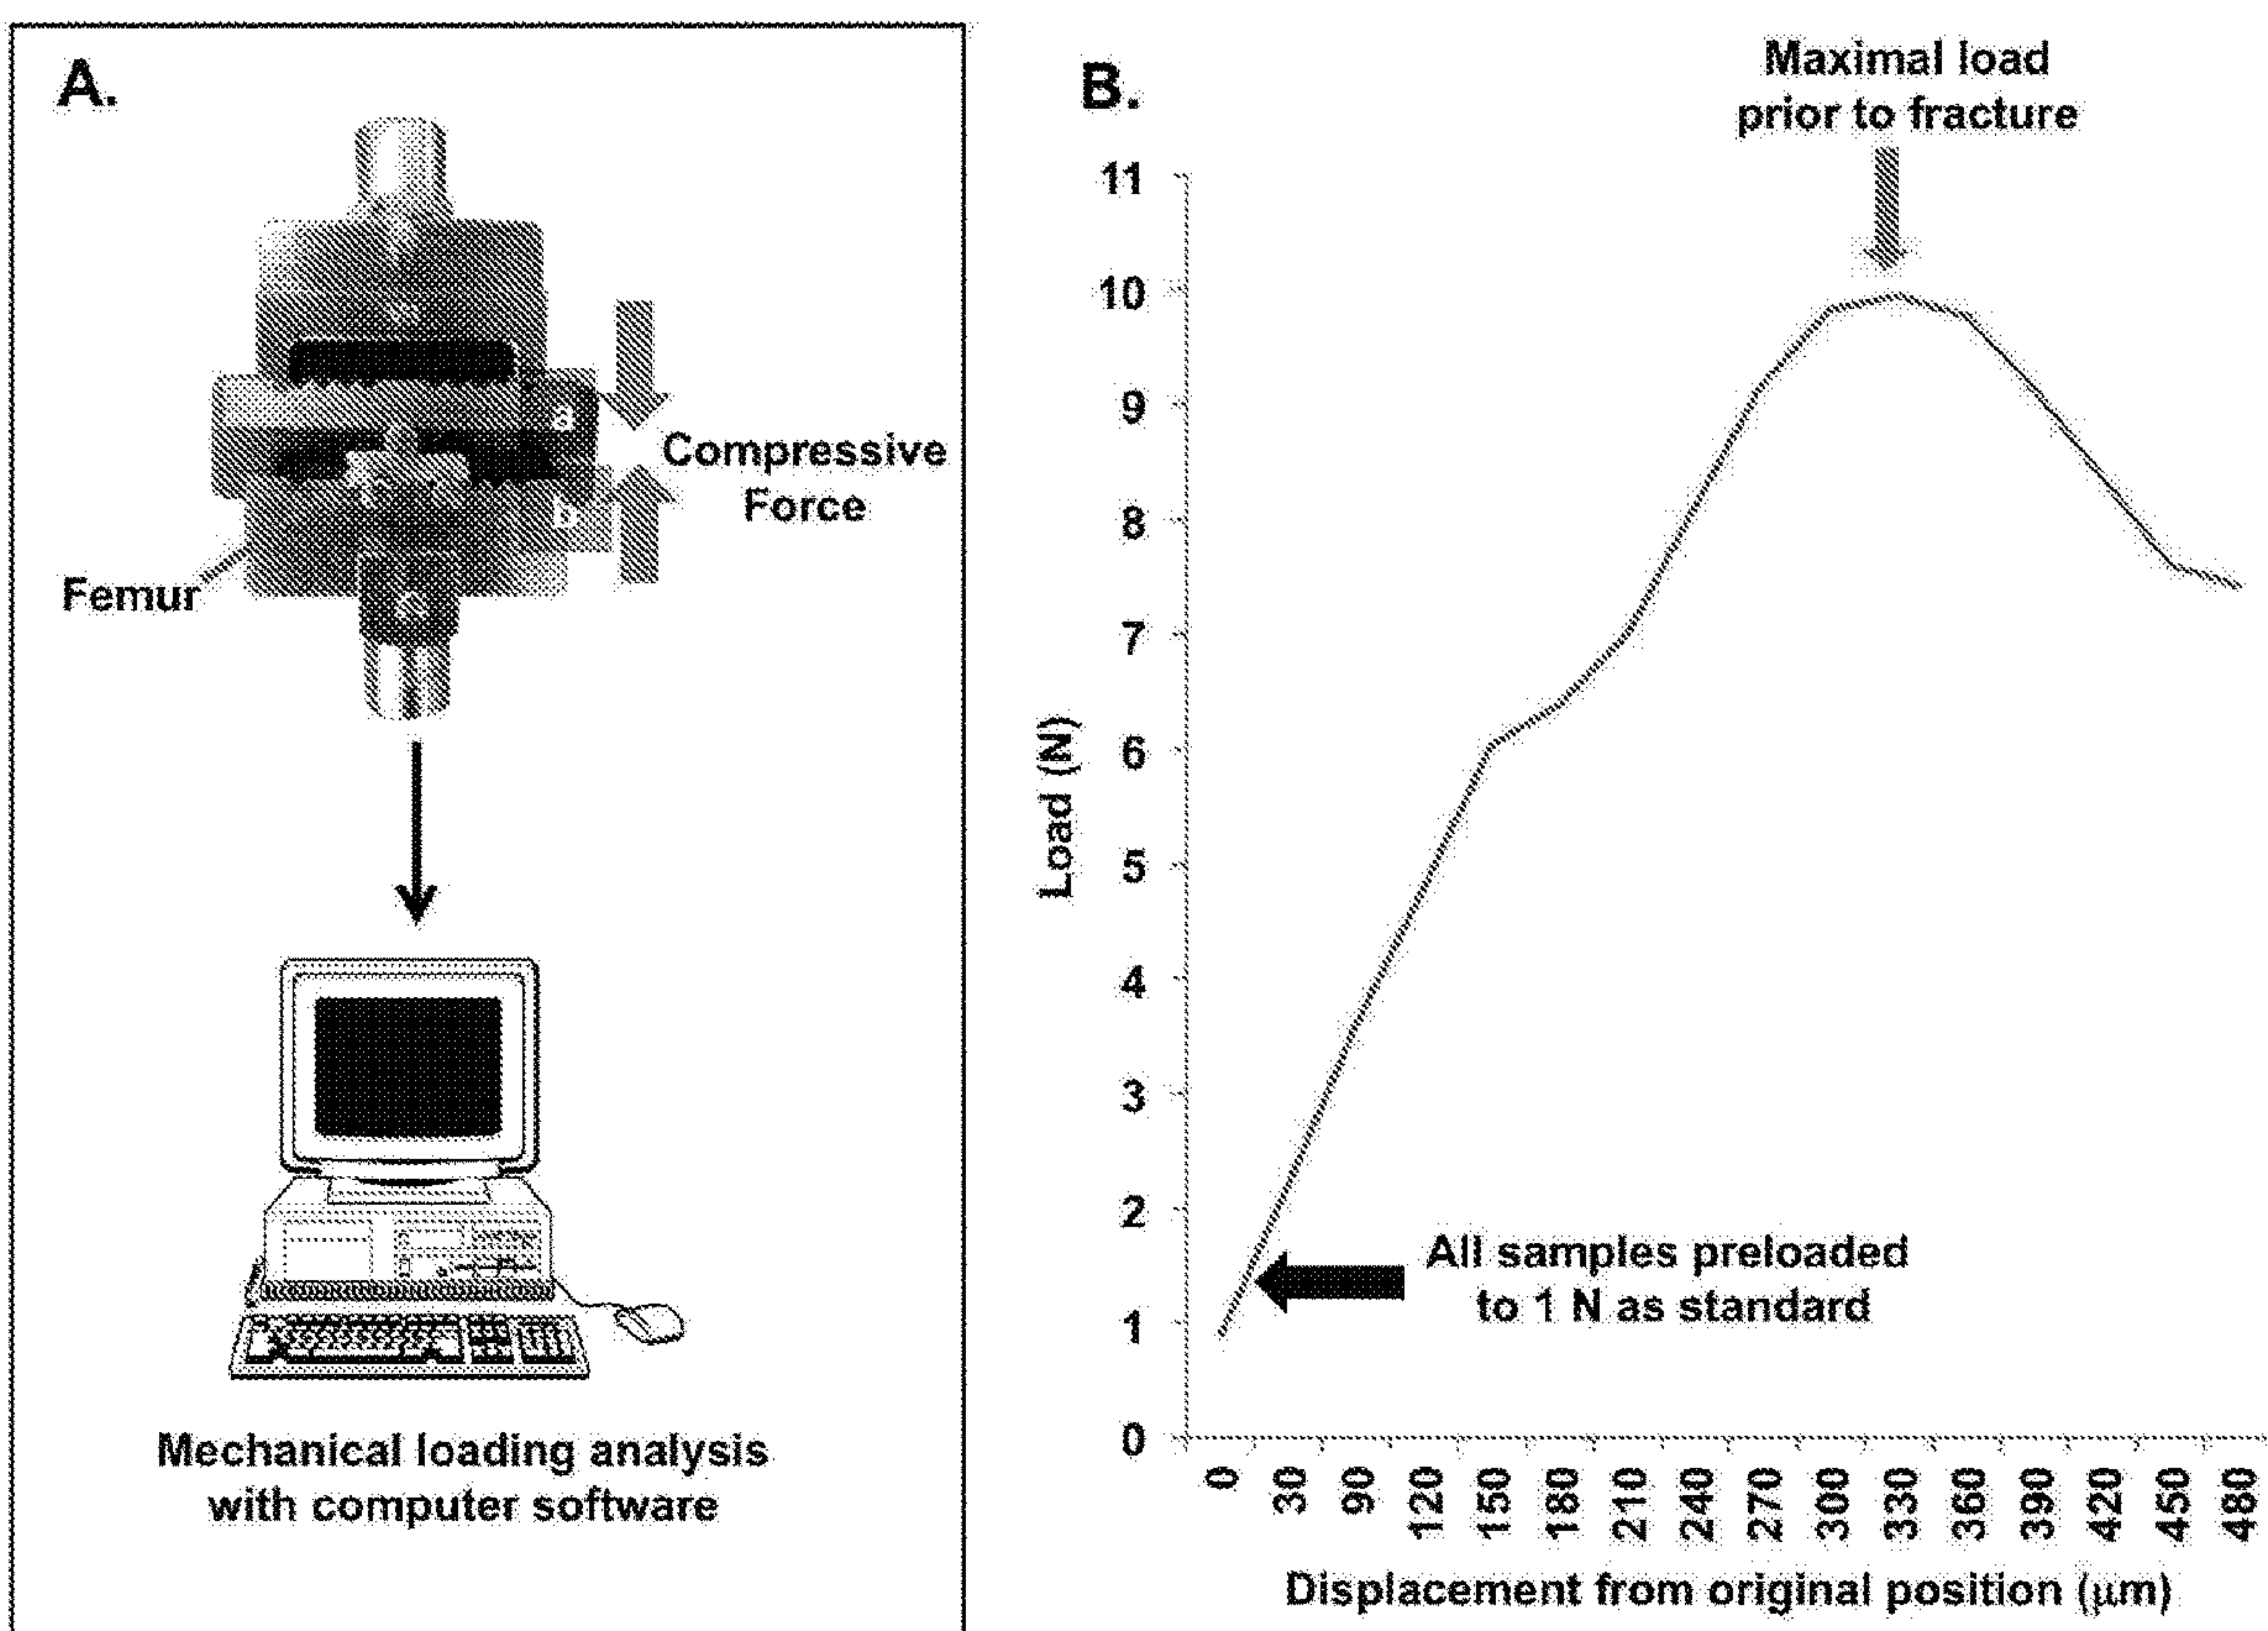 A.
a
b
Compressive
Force
Femur
Mechanical loading analysis
with computer software
B.
Maximal load
prior to fracture
11
10
9
8
7
6
5
4
3
2
1
0
Load (N)
All samples preloaded
to 1 N as standard
0 30 90 120 150 180 210 240 270 300 330 360 390 420 450 480
Displacement from original position (μm)